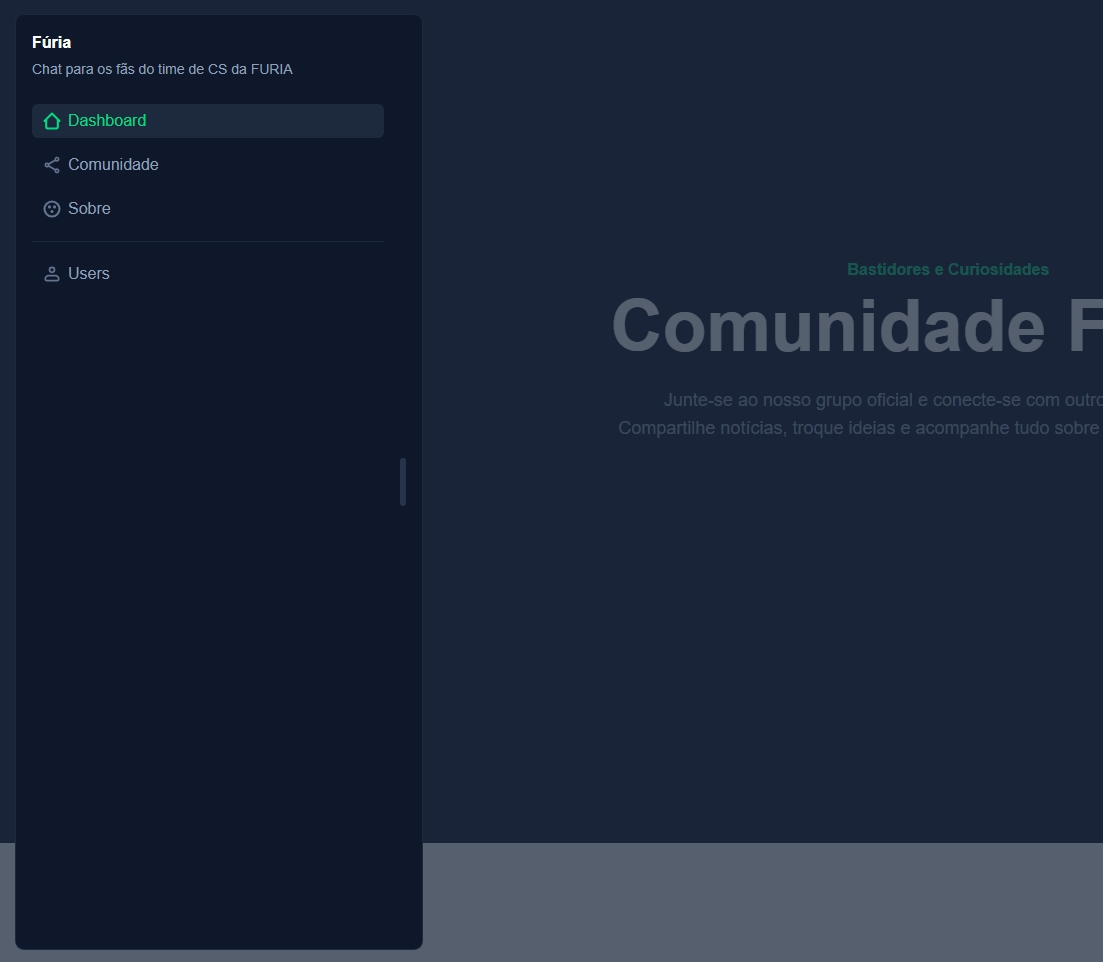 Fúria
Chat para os fãs do time de CS da FURIA
Dashboard
Comunidade
Sobre
Users
Bastidores e Curiosidades
Comunidade F
Junte-se ao nosso grupo oficial e conecte-se com outro
Compartilhe notícias, troque ideias e acompanhe tudo sobre